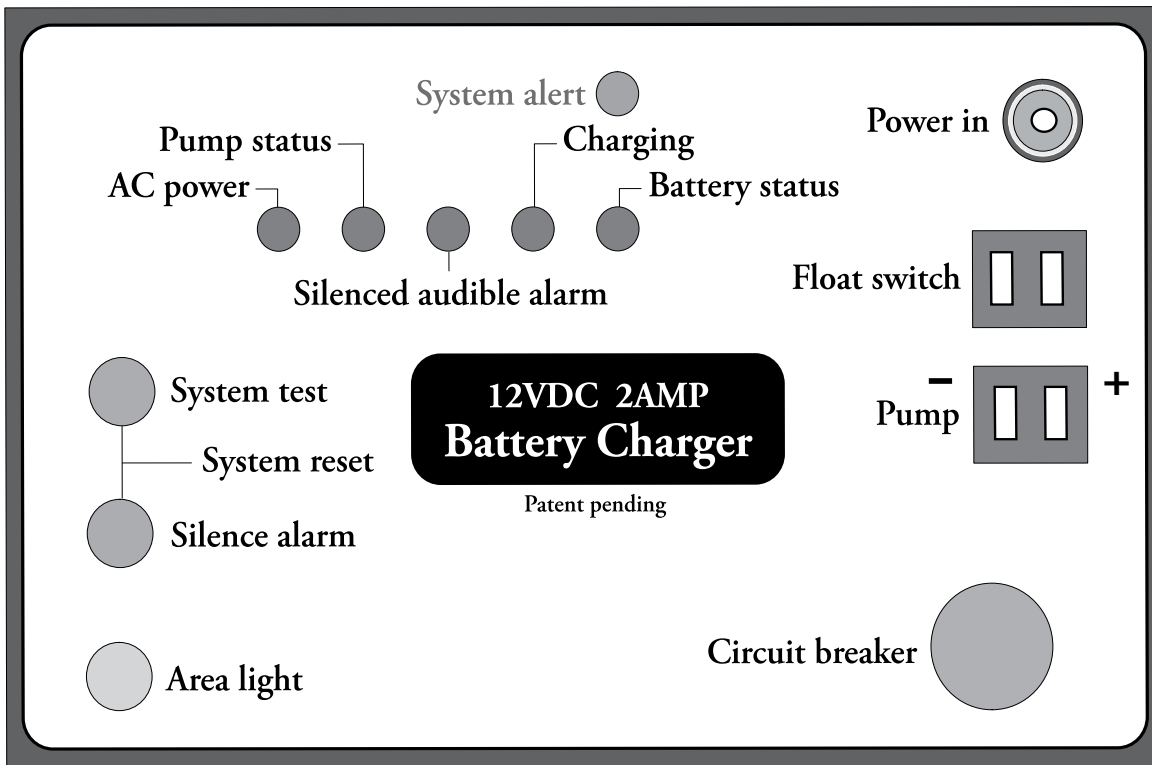 System alert
Power in
Pump status
Charging
AC power
Battery status
Silenced audible alarm
Float switch
System test
12VDC 2AMP
Battery Charger
− +
Pump
System reset
Patent pending
Silence alarm
Circuit breaker
Area light